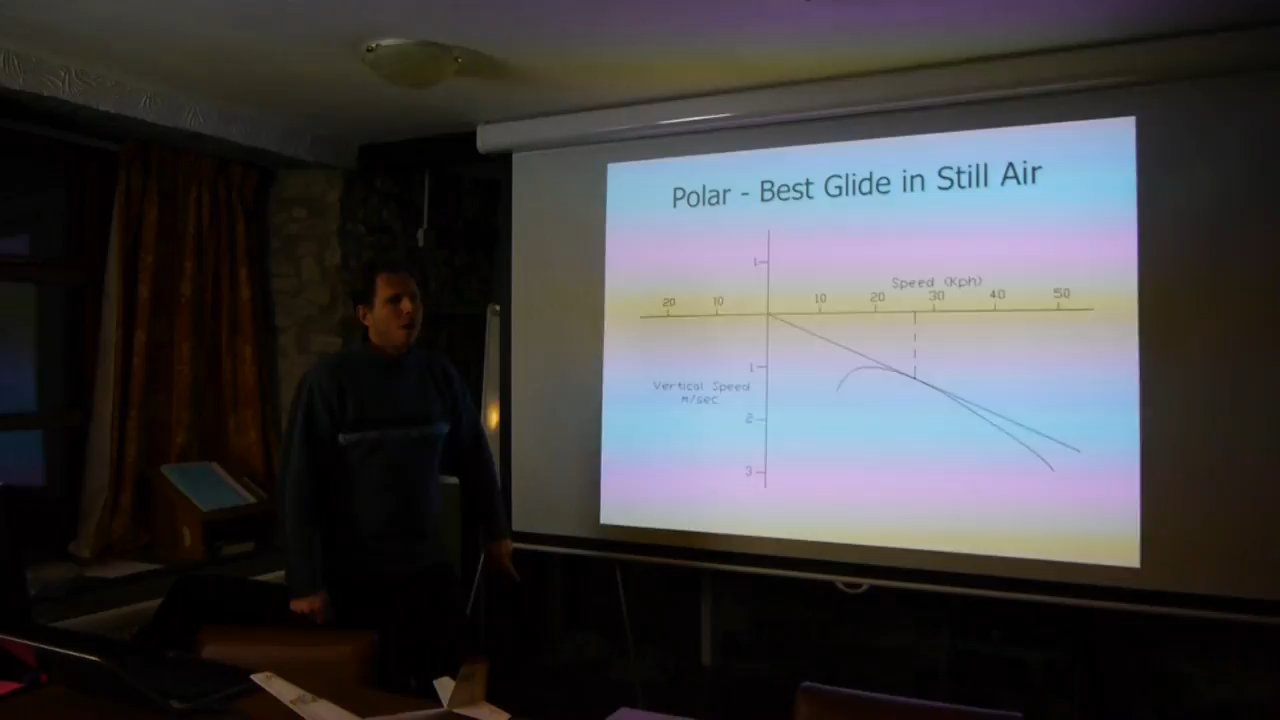 Polar - Best Glide in Still Air
1
Speed (Kph)
20 10 10 20 30 40 50
1
Vertical Speed
M/sec
2
3